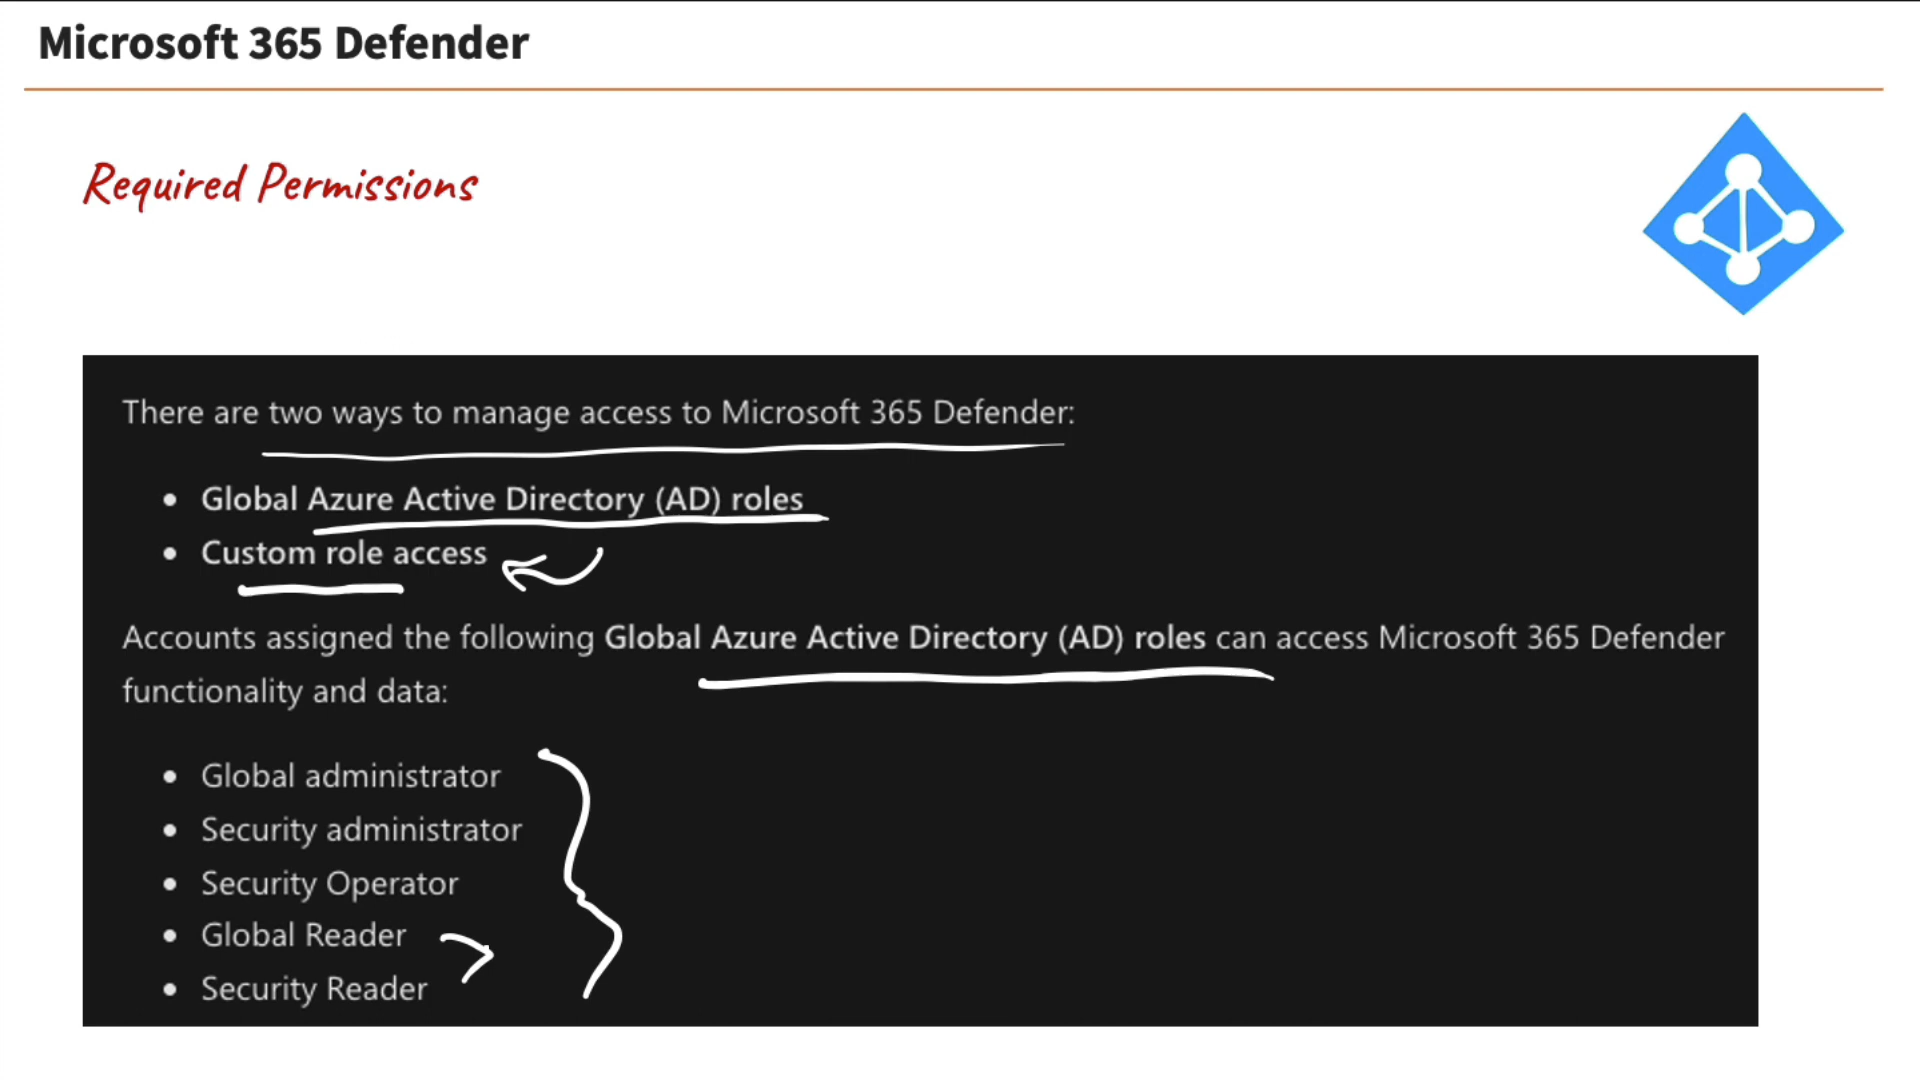 Microsoft 365 Defender
Required Permissions
There are two ways to manage access to Microsoft 365 Defender:
• Global Azure Active Directory (AD) roles
• Custom role access
Accounts assigned the following Global Azure Active Directory (AD) roles can access Microsoft 365 Defender
functionality and data:
• Global administrator
• Security administrator
• Security Operator
• Global Reader
• Security Reader